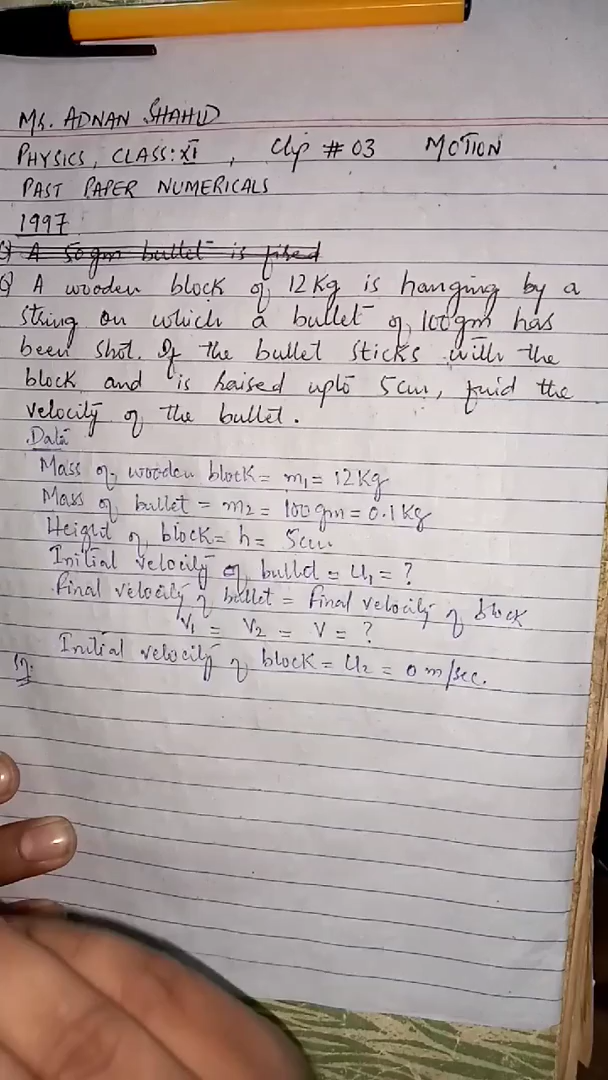 MR. ADNAN SHAHID
PHYSICS, CLASS: XI, Clip # 03 MOTION
PAST PAPER NUMERICALS
1997
Q A 50gm bullet is fired
Q A wooden block of 12 Kg is hanging by a
string on which a bullet of 100gm has
been shot. If the bullet sticks with the
block and is raised upto 5cm, find the
velocity of the bullet.
Data
Mass of wooden block = m₁ = 12 Kg
Mass of bullet = m₂ = 100 gm = 0.1 Kg
Height of block = h = 5cm
Initial velocity of bullet = U₁ = ?
Final velocity of bullet = Final velocity of block
V₁ = V₂ = V = ?
Initial velocity of block = U₂ = 0 m/sec.